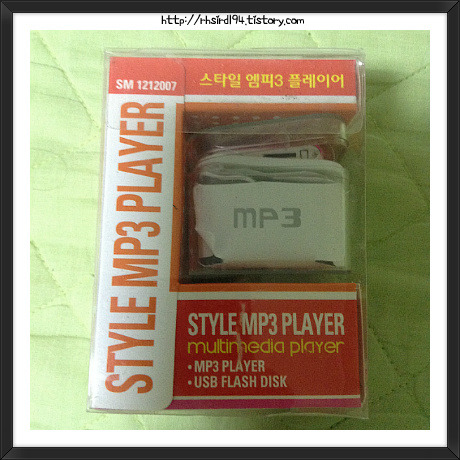 http://rhsird194.tistory.com/
SM 1212007
스타일 엠피3 플레이어
STYLE MP3 PLAYER
mp3
STYLE MP3 PLAYER
multimedia player
• MP3 PLAYER
• USB FLASH DISK